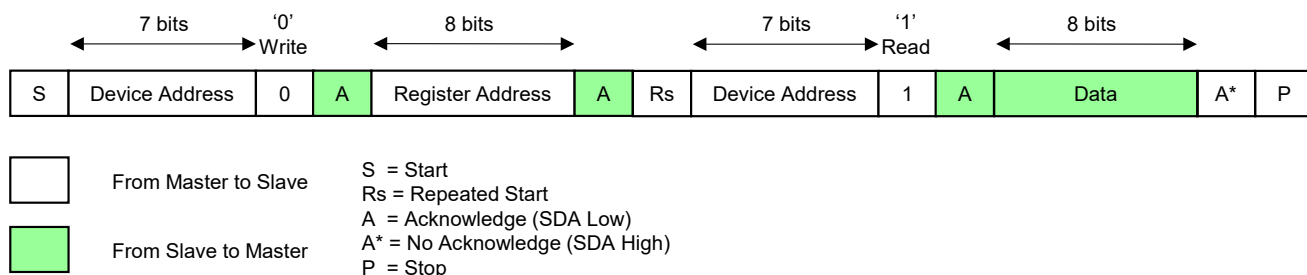 7 bits ‘0’ 8 bits 7 bits ‘1’ 8 bits
Write Read
S Device Address 0 A Register Address A Rs Device Address 1 A Data A* P
From Master to Slave
From Slave to Master
S = Start
Rs = Repeated Start
A = Acknowledge (SDA Low)
A* = No Acknowledge (SDA High)
P = Stop